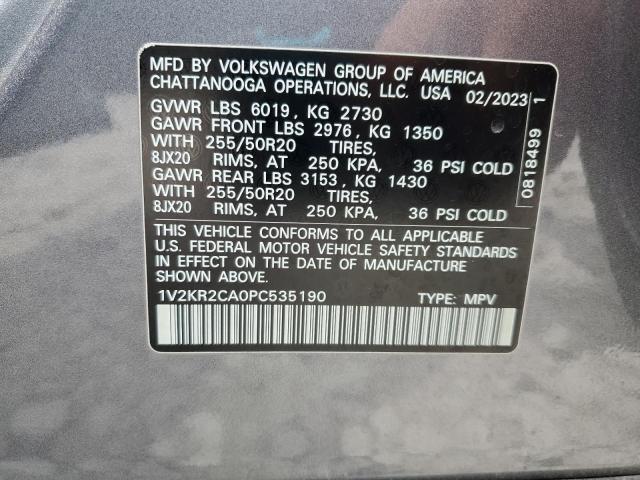 MFD BY VOLKSWAGEN GROUP OF AMERICA
CHATTANOOGA OPERATIONS, LLC. USA 02/2023
GVWR LBS 6019, KG 2730
GAWR FRONT LBS 2976, KG 1350
WITH 255/50R20 TIRES,
8JX20 RIMS, AT 250 KPA, 36 PSI COLD
GAWR REAR LBS 3153, KG 1430
WITH 255/50R20 TIRES,
8JX20 RIMS, AT 250 KPA, 36 PSI COLD
THIS VEHICLE CONFORMS TO ALL APPLICABLE
U.S. FEDERAL MOTOR VEHICLE SAFETY STANDARDS
IN EFFECT ON THE DATE OF MANUFACTURE
SHOWN ABOVE.
1V2KR2CA0PC535190 TYPE: MPV
0818499 1